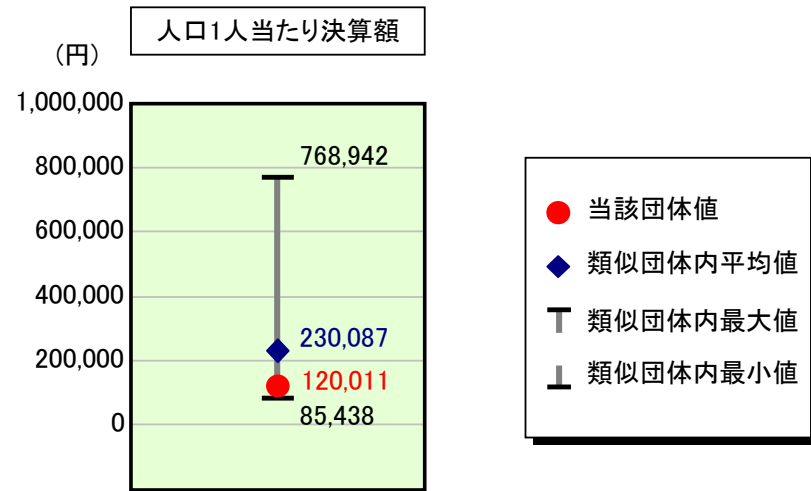 人口1人当たり決算額
(円)
1,000,000
800,000
600,000
400,000
200,000
0
768,942
230,087
120,011
85,438
当該団体値
類似団体内平均値
類似団体内最大値
類似団体内最小値